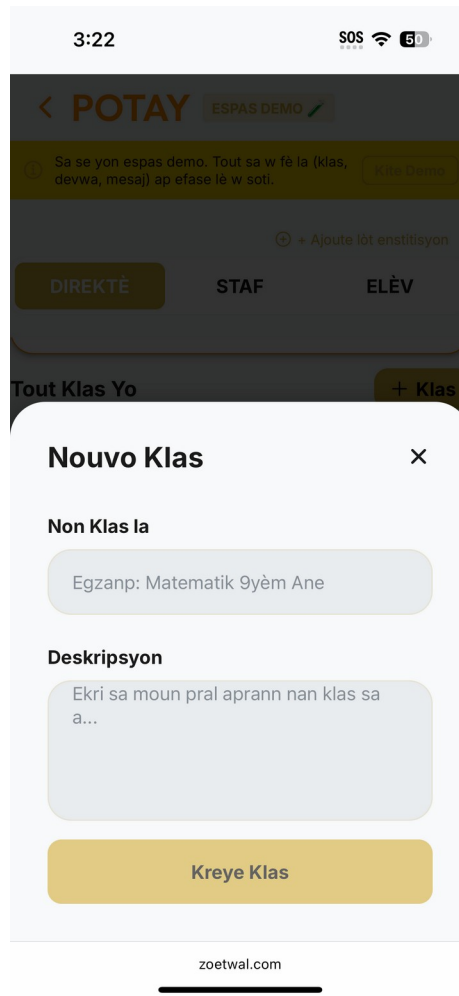 3:22
SOS
50
POTAY
ESPAS DEMO
Sa se yon espas demo. Tout sa w fè la (klas,
devwa, mesaj) ap efase lè w soti.
Kite Demo
+ Ajoute lòt enstitisyon
DIREKTÈ
STAF
ELÈV
Tout Klas Yo
+ Klas
Nouvo Klas
Non Klas la
Egzanp: Matematik 9yèm Ane
Deskripsyon
Ekri sa moun pral aprann nan klas sa
a...
Kreye Klas
zoetwal.com